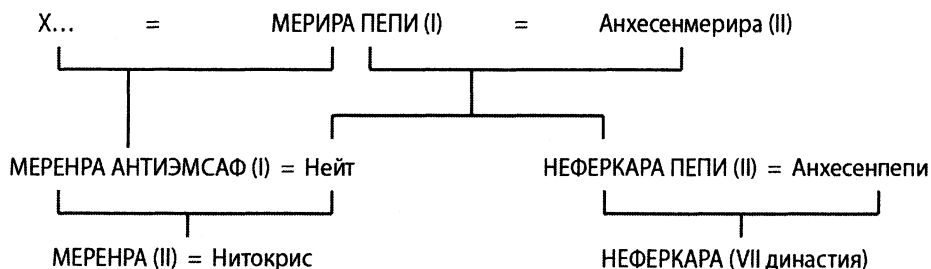 Х... = МЕРИРА ПЕПИ (I) = Анхесенмерира (II)
МЕРЕНРА АНТИЭМСАФ (I) = Нейт НЕФЕРКАРА ПЕПИ (II) = Анхесенпепи
МЕРЕНРА (II) = Нитокрис НЕФЕРКАРА (VII династия)